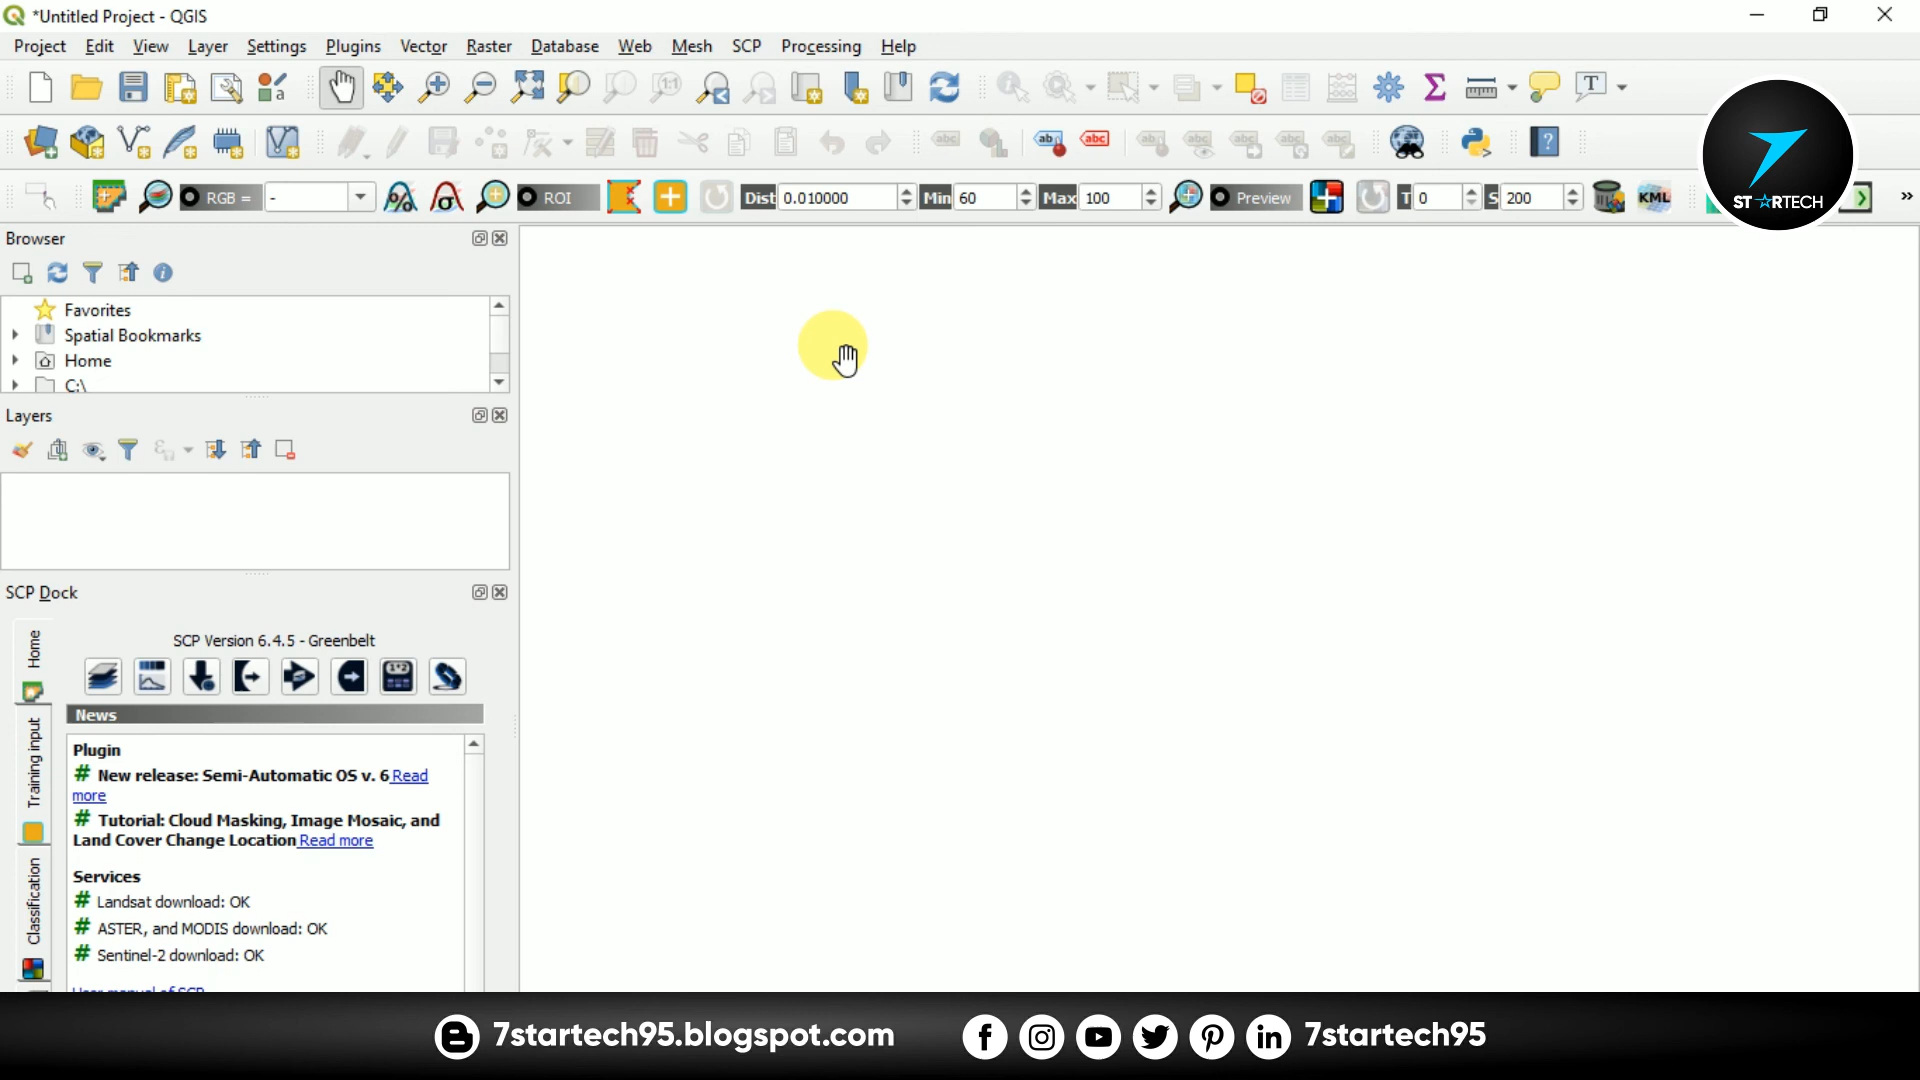 *Untitled Project - QGIS
Project Edit View Layer Settings Plugins Vector Raster Database Web Mesh SCP Processing Help
RGB = - ROI Dist 0.010000 Min 60 Max 100 Preview T 0 S 200 KML »
ST☆RTECH
Browser
Favorites
Spatial Bookmarks
Home
C:\
Layers
SCP Dock
SCP Version 6.4.5 - Greenbelt
Home
Training input
Classification
News
Plugin
# New release: Semi-Automatic OS v. 6 Read
more
# Tutorial: Cloud Masking, Image Mosaic, and
Land Cover Change Location Read more
Services
# Landsat download: OK
# ASTER, and MODIS download: OK
# Sentinel-2 download: OK
User manual of SCP
7startech95.blogspot.com 7startech95